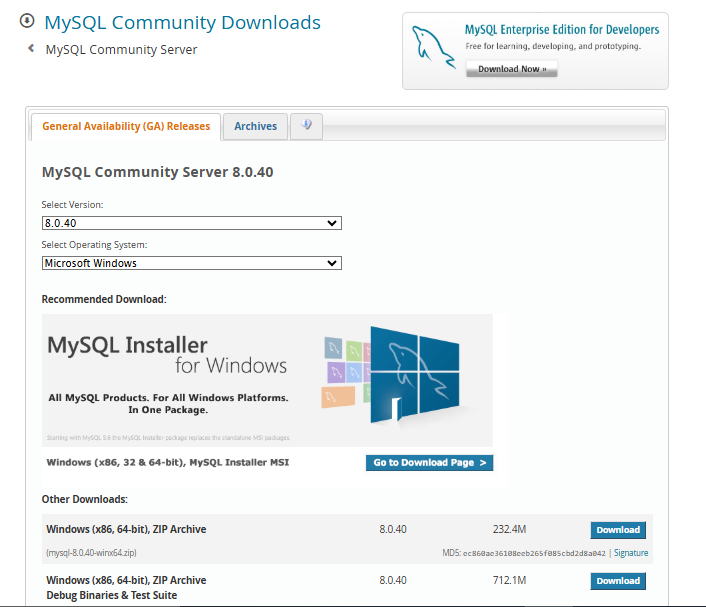 MySQL Community Downloads
MySQL Community Server
MySQL Enterprise Edition for Developers
Free for learning, developing, and prototyping.
Download Now »
General Availability (GA) Releases Archives
MySQL Community Server 8.0.40
Select Version:
8.0.40
Select Operating System:
Microsoft Windows
Recommended Download:
MySQL Installer
for Windows
All MySQL Products. For All Windows Platforms.
In One Package.
Starting with MySQL 5.6 the MySQL Installer package replaces the standalone MSI packages.
Windows (x86, 32 & 64-bit), MySQL Installer MSI Go to Download Page >
Other Downloads:
Windows (x86, 64-bit), ZIP Archive 8.0.40 232.4M Download
(mysql-8.0.40-winx64.zip) MD5: ec860ae36108eeb265f085cbd2d8a042 | Signature
Windows (x86, 64-bit), ZIP Archive 8.0.40 712.1M Download
Debug Binaries & Test Suite